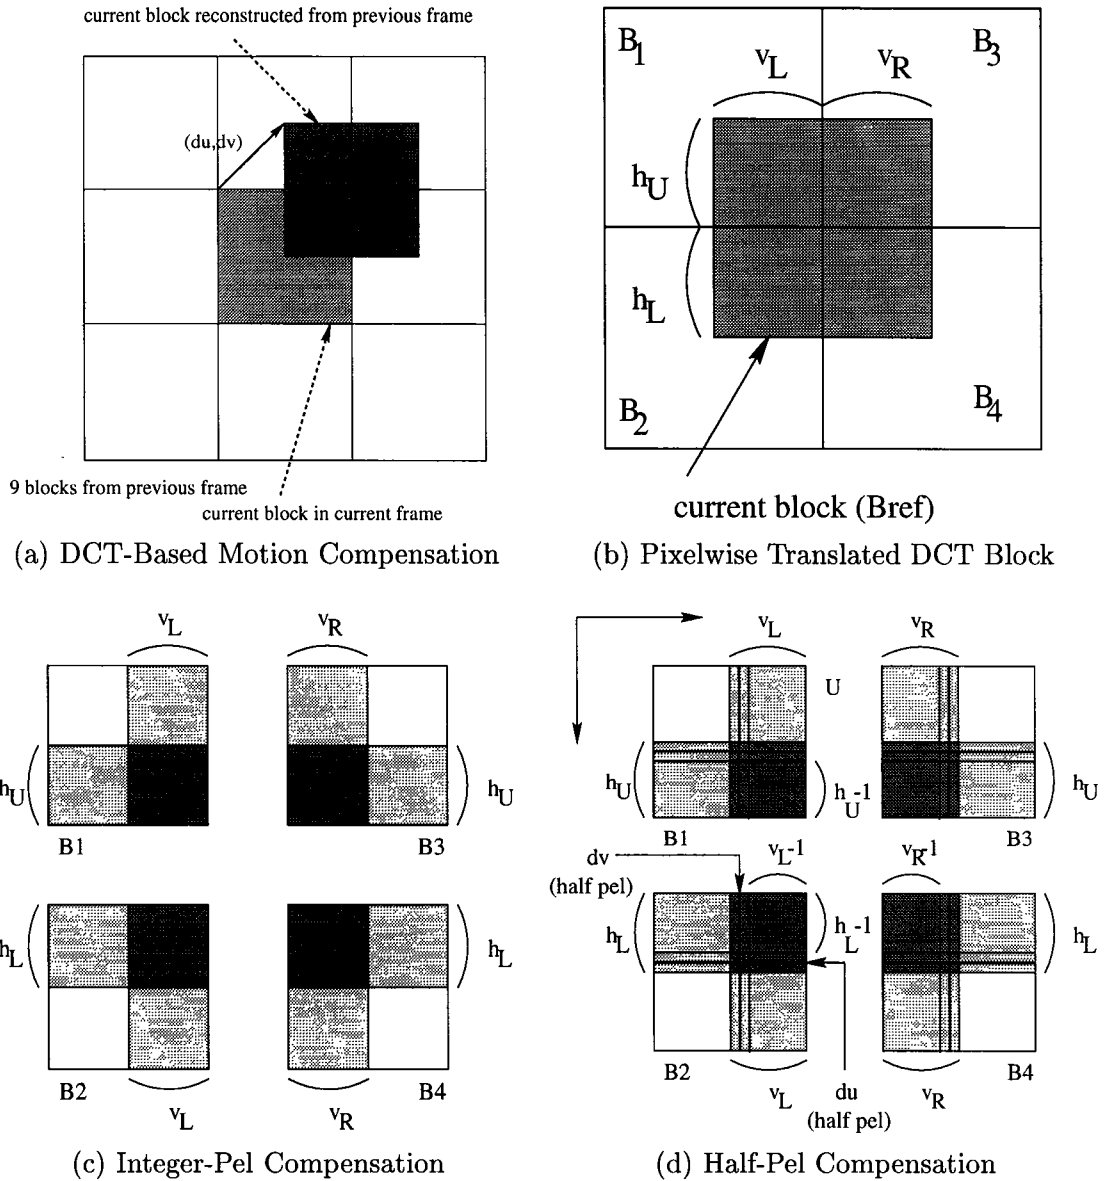 current block reconstructed from previous frame
(du,dv)
9 blocks from previous frame
current block in current frame
(a) DCT-Based Motion Compensation
B1
vL
vR
B3
hU
hL
B2
B4
current block (Bref)
(b) Pixelwise Translated DCT Block
vL
vR
hU
hU
B1
B3
hL
hL
B2
B4
vL
vR
(c) Integer-Pel Compensation
vL
vR
U
hU
hU-1
hU
B1
B3
dv
(half pel)
vL-1
vR-1
hL
hL-1
hL
B2
B4
vL
du
(half pel)
vR
(d) Half-Pel Compensation